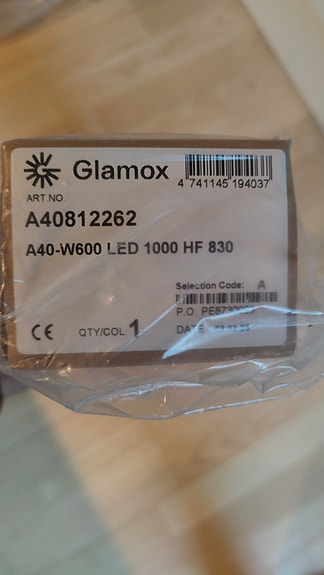 Glamox
4 741145 194037
ART.NO.
A40812262
A40-W600 LED 1000 HF 830
Selection Code: A
P.O.
CE QTY/COL. 1 DATE